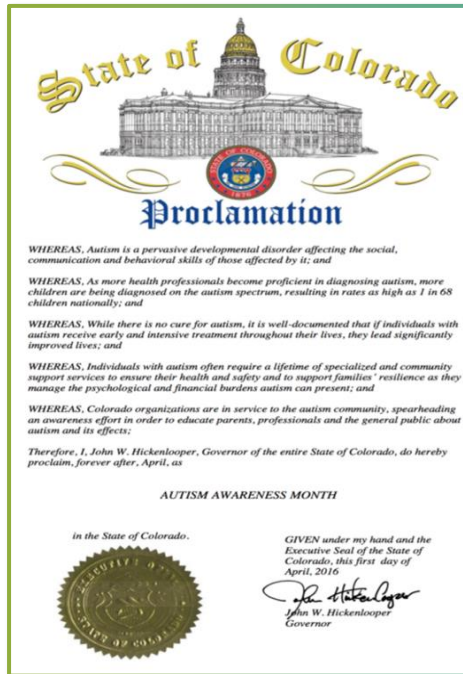 State of Colorado
STATE OF COLORADO
1876
Proclamation
WHEREAS, Autism is a pervasive developmental disorder affecting the social,
communication and behavioral skills of those affected by it; and
WHEREAS, As more health professionals become proficient in diagnosing autism, more
children are being diagnosed on the autism spectrum, resulting in rates as high as 1 in 68
children nationally; and
WHEREAS, While there is no cure for autism, it is well-documented that if individuals with
autism receive early and intensive treatment throughout their lives, they lead significantly
improved lives; and
WHEREAS, Individuals with autism often require a lifetime of specialized and community
support services to ensure their health and safety and to support families' resilience as they
manage the psychological and financial burdens autism can present; and
WHEREAS, Colorado organizations are in service to the autism community, spearheading
an awareness effort in order to educate parents, professionals and the general public about
autism and its effects;
Therefore, I, John W. Hickenlooper, Governor of the entire State of Colorado, do hereby
proclaim, forever after, April, as
AUTISM AWARENESS MONTH
in the State of Colorado.
GIVEN under my hand and the
Executive Seal of the State of
Colorado, this first day of
April, 2016
John Hickenlooper
John W. Hickenlooper
Governor